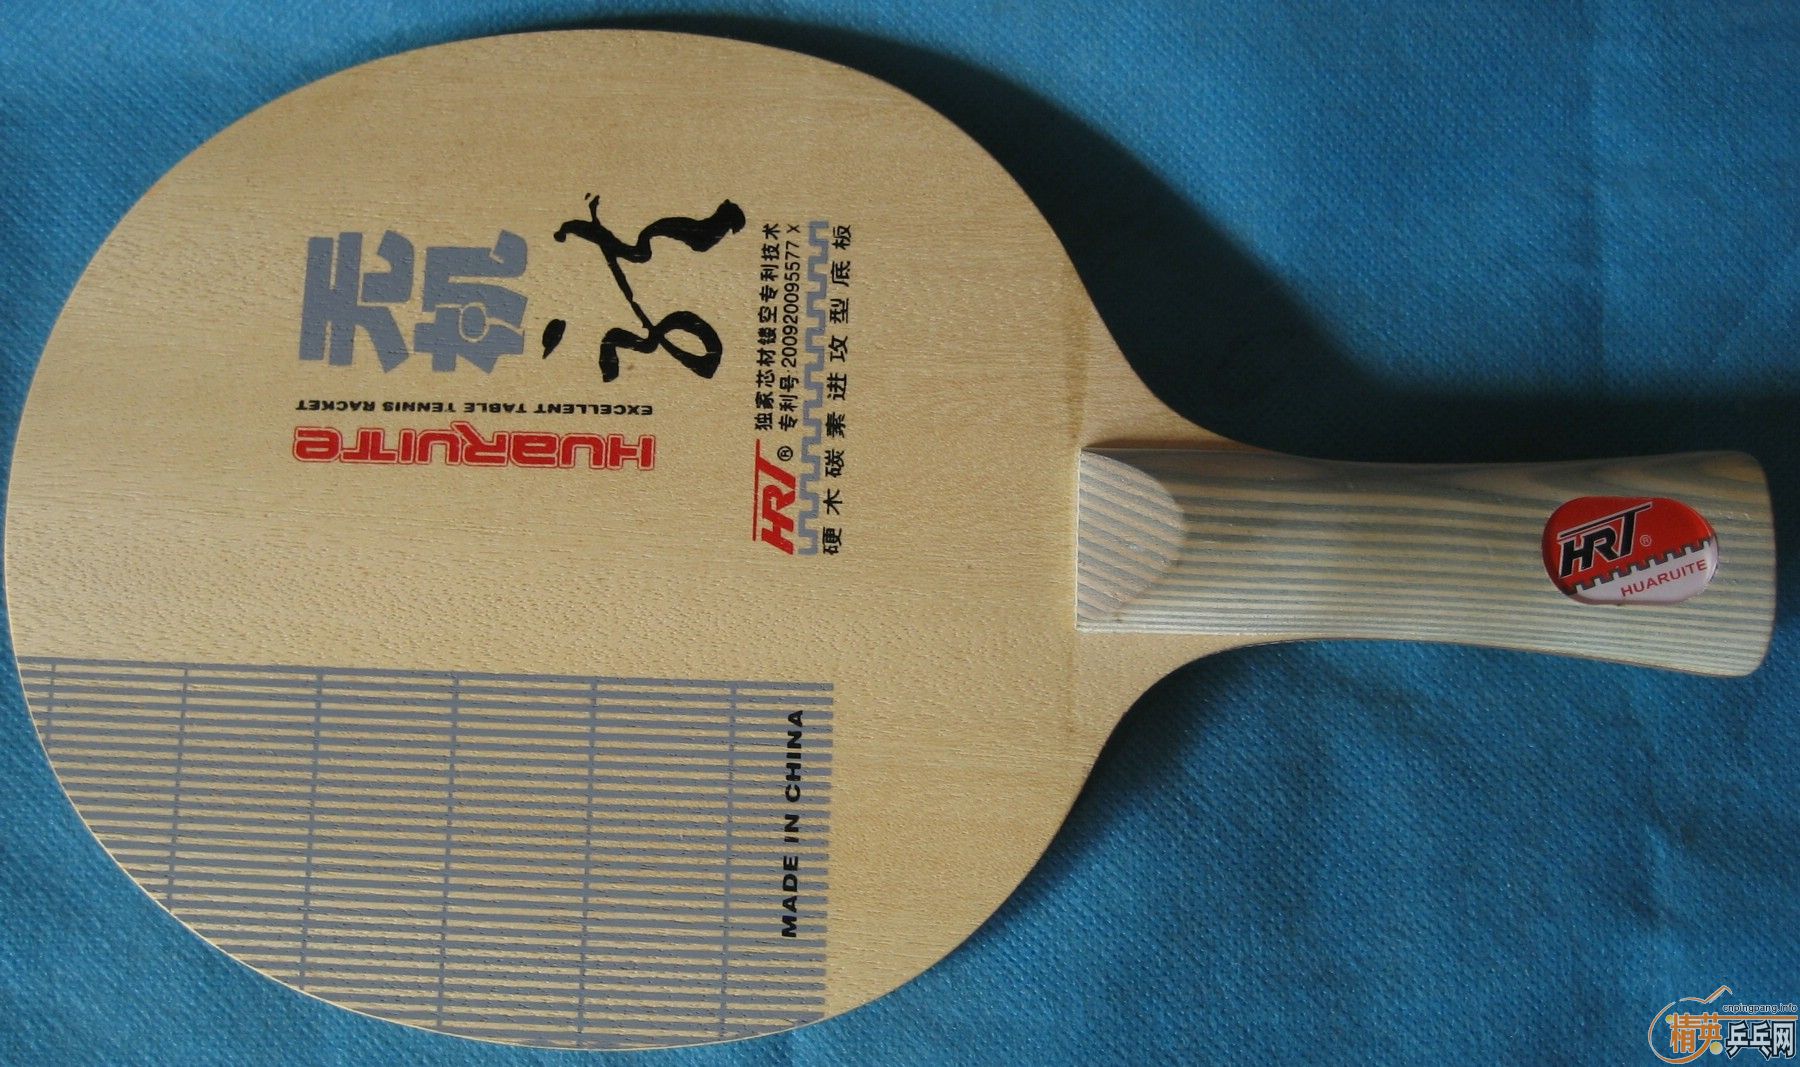 无机
HUARUITE
EXCELLENT TABLE TENNIS RACKET
HRT® 独家芯材镂空专利技术
专利号:200920095577 X
硬木碳素进攻型底板
MADE IN CHINA
HRT®
HUARUITE
cnpingpang.info
精英乒乓网